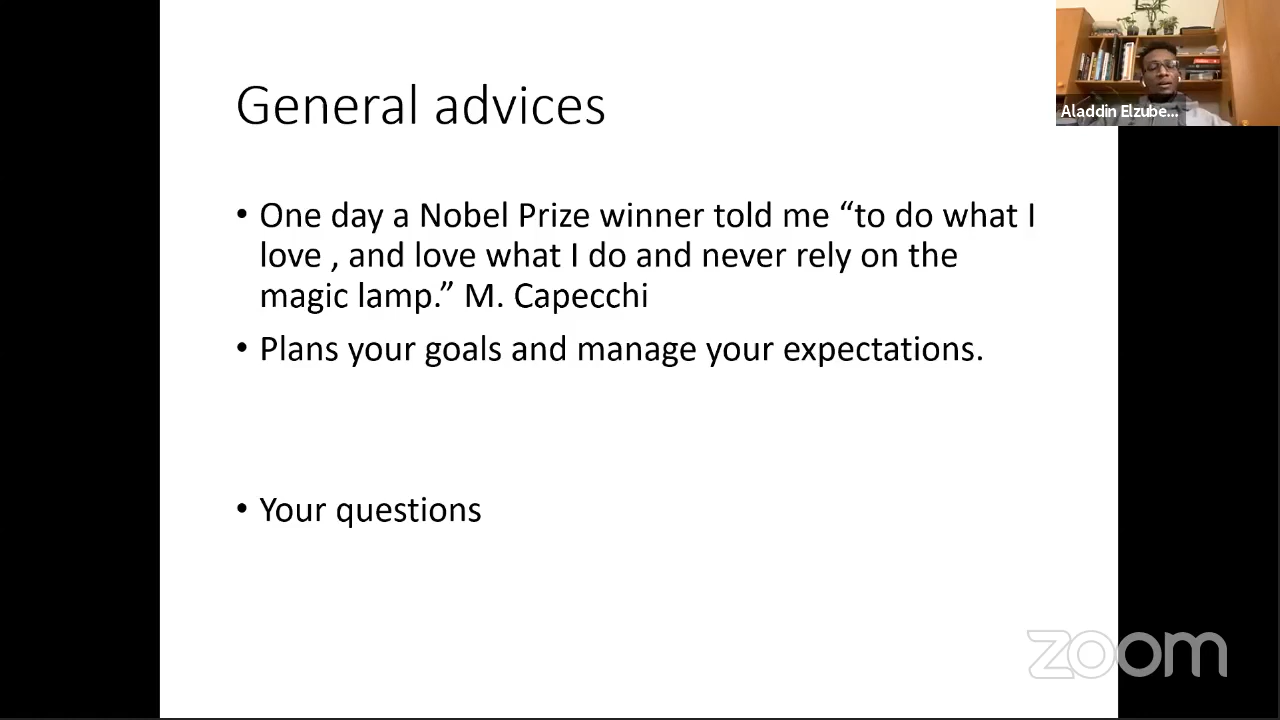 General advices
Aladdin Elzube...
• One day a Nobel Prize winner told me “to do what I
love , and love what I do and never rely on the
magic lamp.” M. Capecchi
• Plans your goals and manage your expectations.
• Your questions
zoom